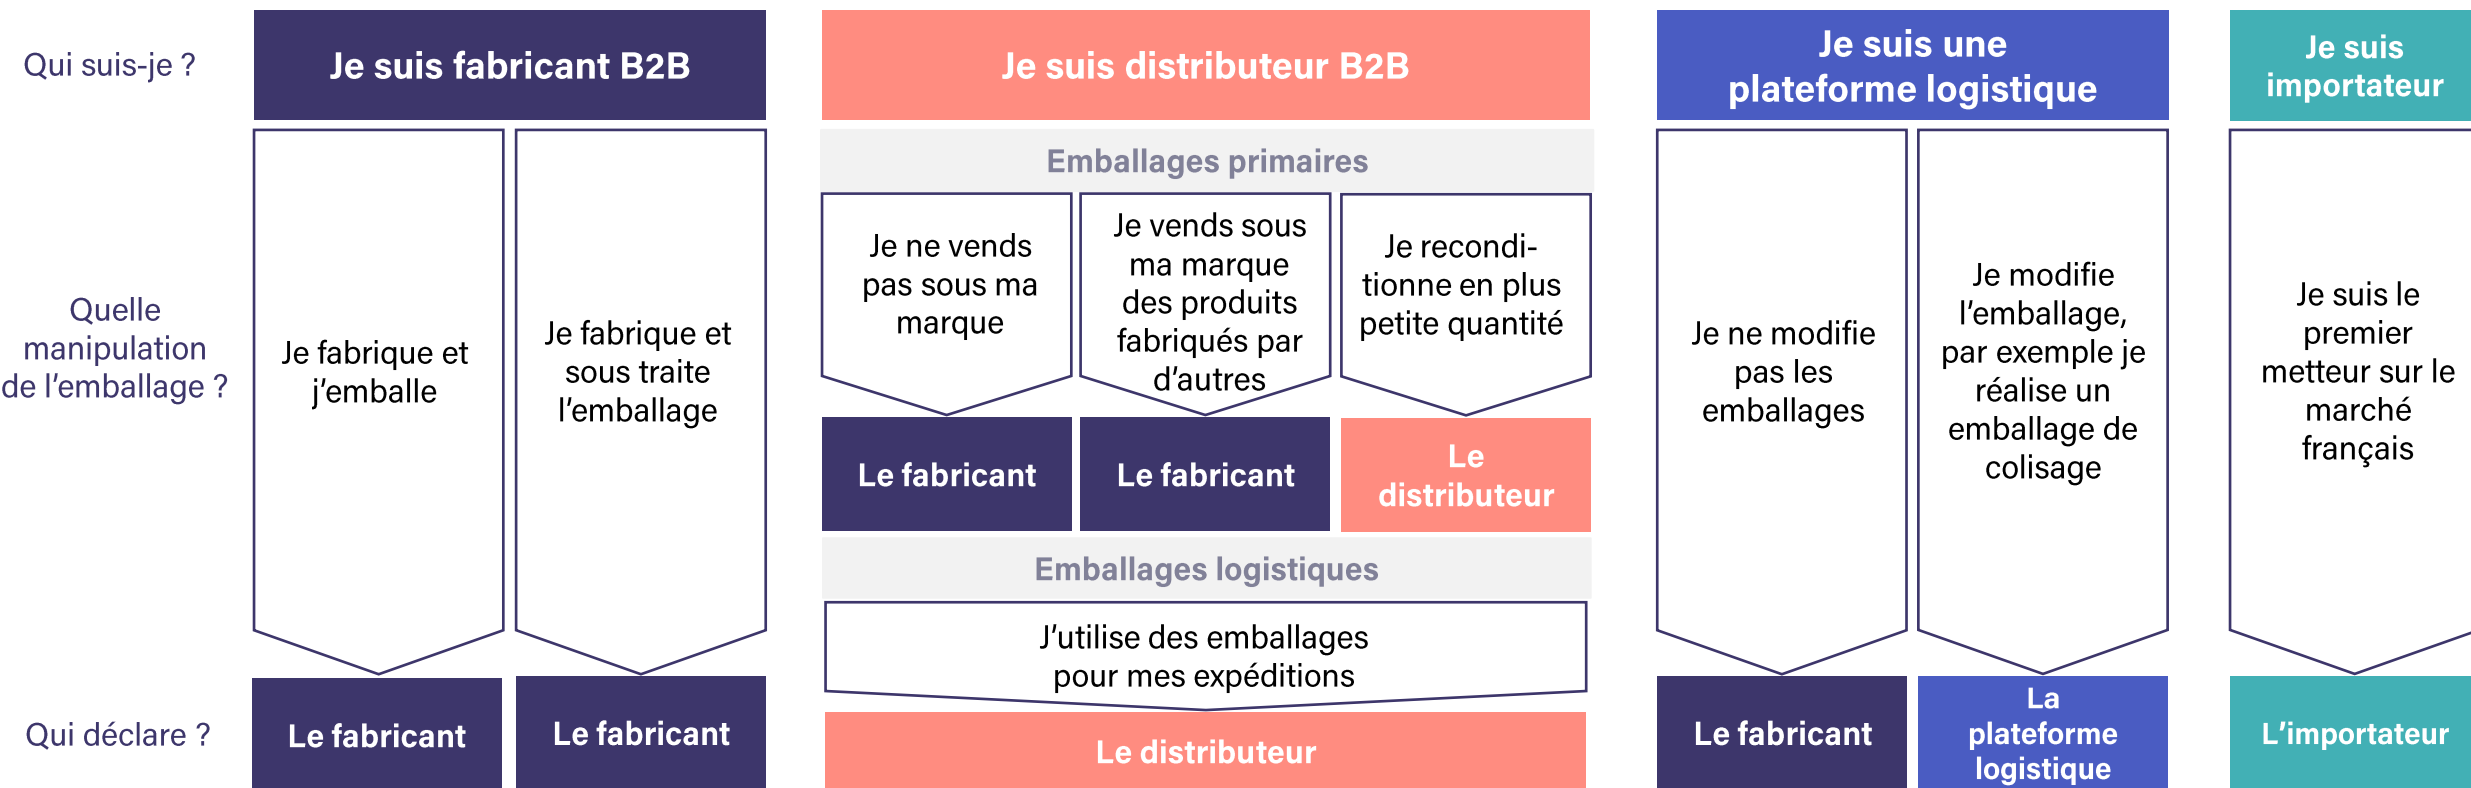 Qui suis-je ?
Je suis fabricant B2B
Je suis distributeur B2B
Je suis une
plateforme logistique
Je suis
importateur
Quelle
manipulation
de l’emballage ?
Je fabrique et
j’emballe
Je fabrique et
sous traite
l’emballage
Emballages primaires
Je ne vends
pas sous ma
marque
Je vends sous
ma marque
des produits
fabriqués par
d’autres
Je recondi-
tionne en plus
petite quantité
Le fabricant
Le fabricant
Le
distributeur
Emballages logistiques
J’utilise des emballages
pour mes expéditions
Je ne modifie
pas les
emballages
Je modifie
l’emballage,
par exemple je
réalise un
emballage de
colisage
Je suis le
premier
metteur sur le
marché
français
Qui déclare ?
Le fabricant
Le fabricant
Le distributeur
Le fabricant
La
plateforme
logistique
L’importateur